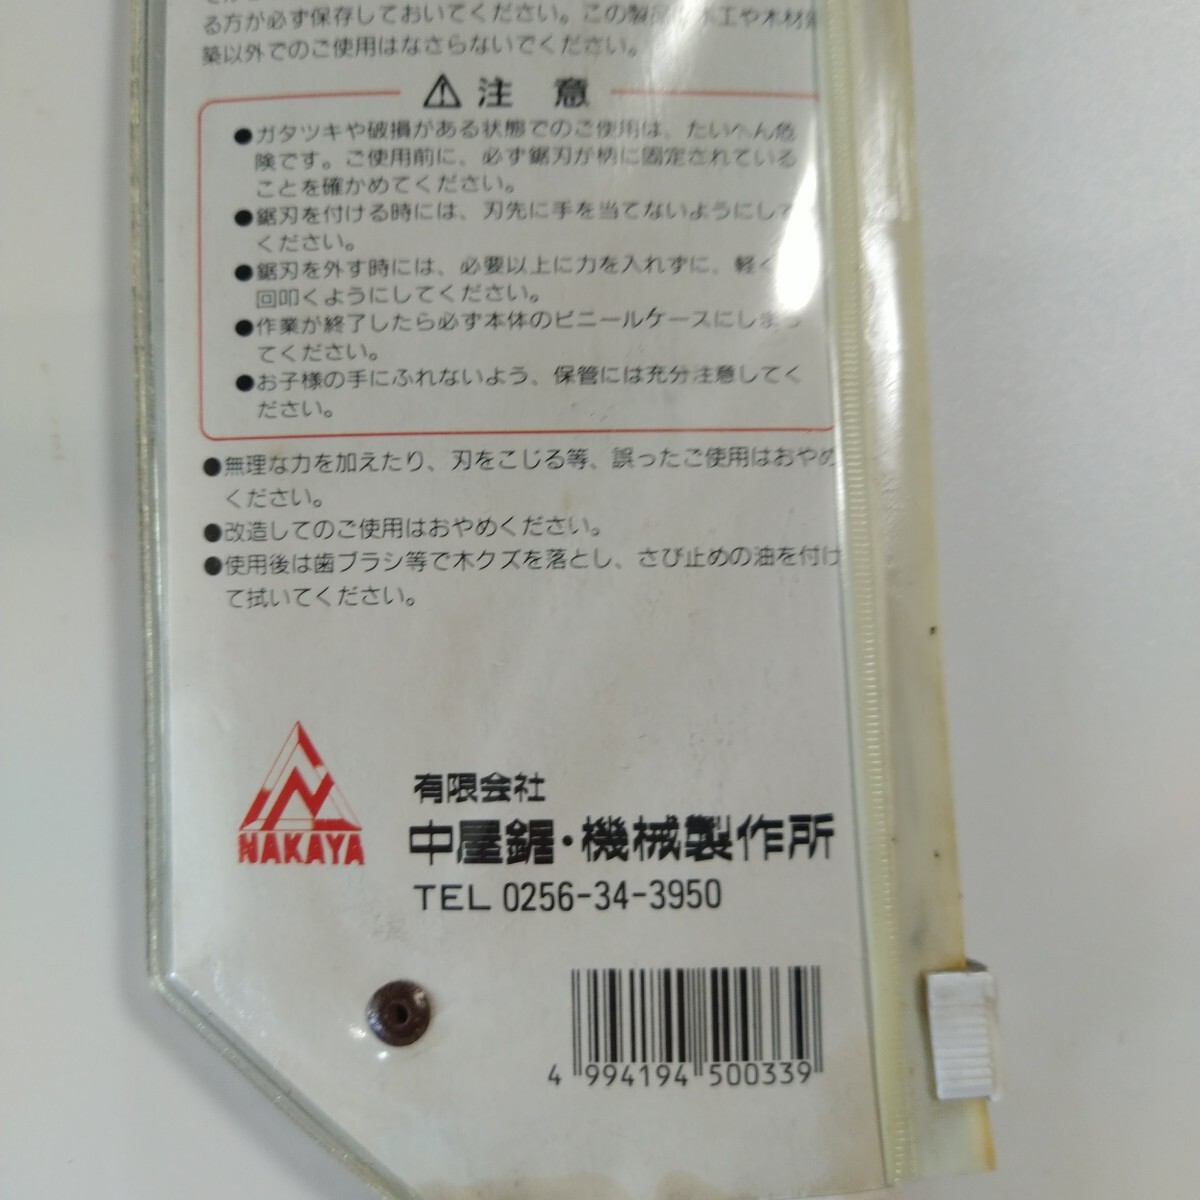 る方が必ず保存しておいてください。この製品 木工や木材
築以外でのご使用はなさらないでください。
⚠注 意
●ガタツキや破損がある状態でのご使用は、たいへん危
険です。ご使用前に、必ず鋸刃が柄に固定されている
ことを確かめてください。
●鋸刃を付ける時には、刃先に手を当てないようにして
ください。
●鋸刃を外す時には、必要以上に力を入れずに、軽く
回叩くようにしてください。
●作業が終了したら必ず本体のビニールケースにしまっ
てください。
●お子様の手にふれないよう、保管には充分注意してく
ださい。
●無理な力を加えたり、刃をこじる等、誤ったご使用はおやめ
ください。
●改造してのご使用はおやめください。
●使用後は歯ブラシ等で木クズを落とし、さび止めの油を付け
て拭いてください。
NAKAYA
有限会社
中屋鋸・機械製作所
TEL 0256-34-3950
4 994194 500339